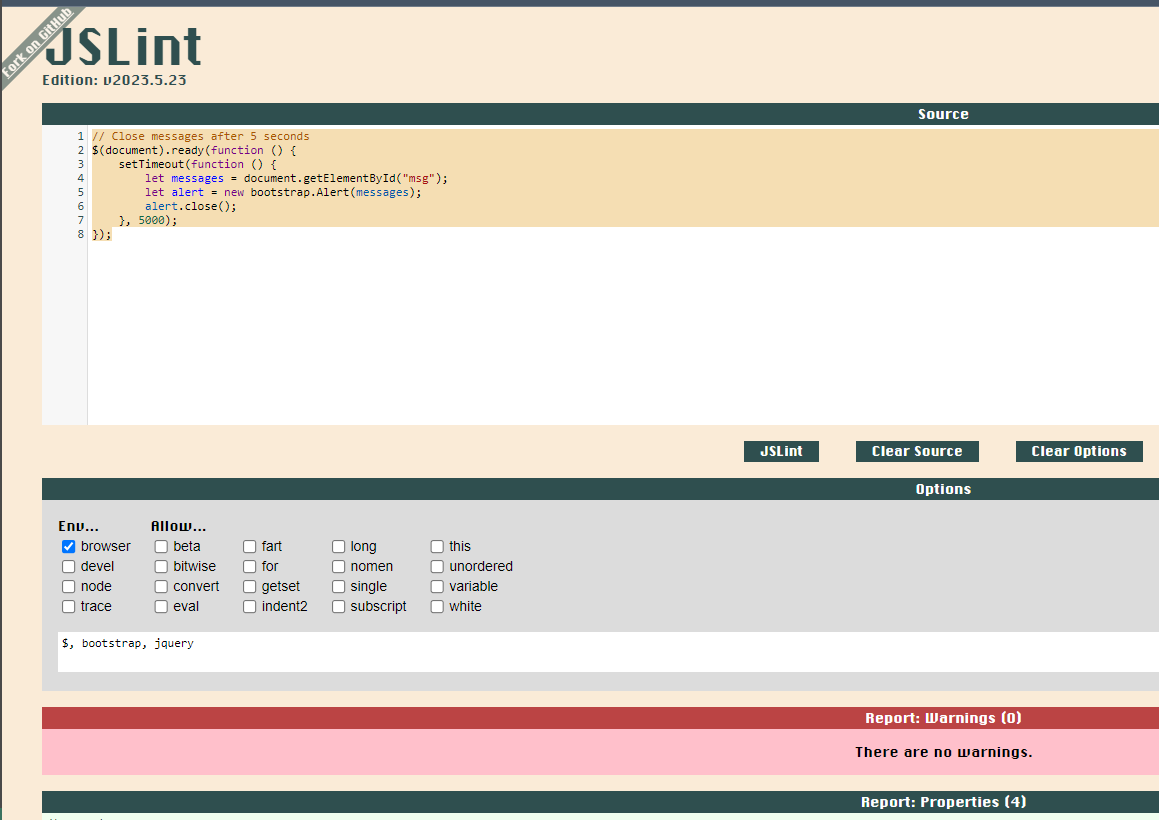 Fork on GitHub
JSLint
Edition: v2023.5.23
Source
1 // Close messages after 5 seconds
2 $(document).ready(function () {
3     setTimeout(function () {
4         let messages = document.getElementById("msg");
5         let alert = new bootstrap.Alert(messages);
6         alert.close();
7     }, 5000);
8 });
JSLint Clear Source Clear Options
Options
Env... Allow...
browser beta fart long this
devel bitwise for nomen unordered
node convert getset single variable
trace eval indent2 subscript white
$, bootstrap, jquery
Report: Warnings (0)
There are no warnings.
Report: Properties (4)